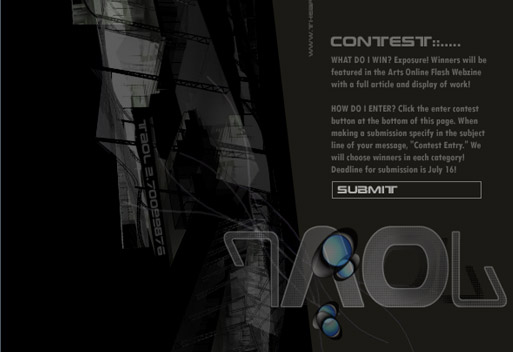 CONTEST::.....
WHAT DO I WIN? Exposure! Winners will be
featured in the Arts Online Flash Webzine
with a full article and display of work!
HOW DO I ENTER? Click the enter contest
button at the bottom of this page. When
making a submission specify in the subject
line of your message, "Contest Entry." We
will choose winners in each category!
Deadline for submission is July 16!
SUBMIT
TAOL